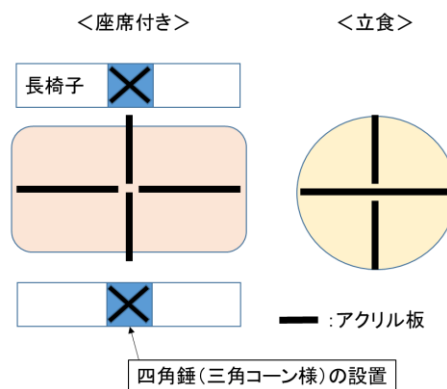 ＜座席付き＞
＜立食＞
長椅子
：アクリル板
四角錘（三角コーン様）の設置